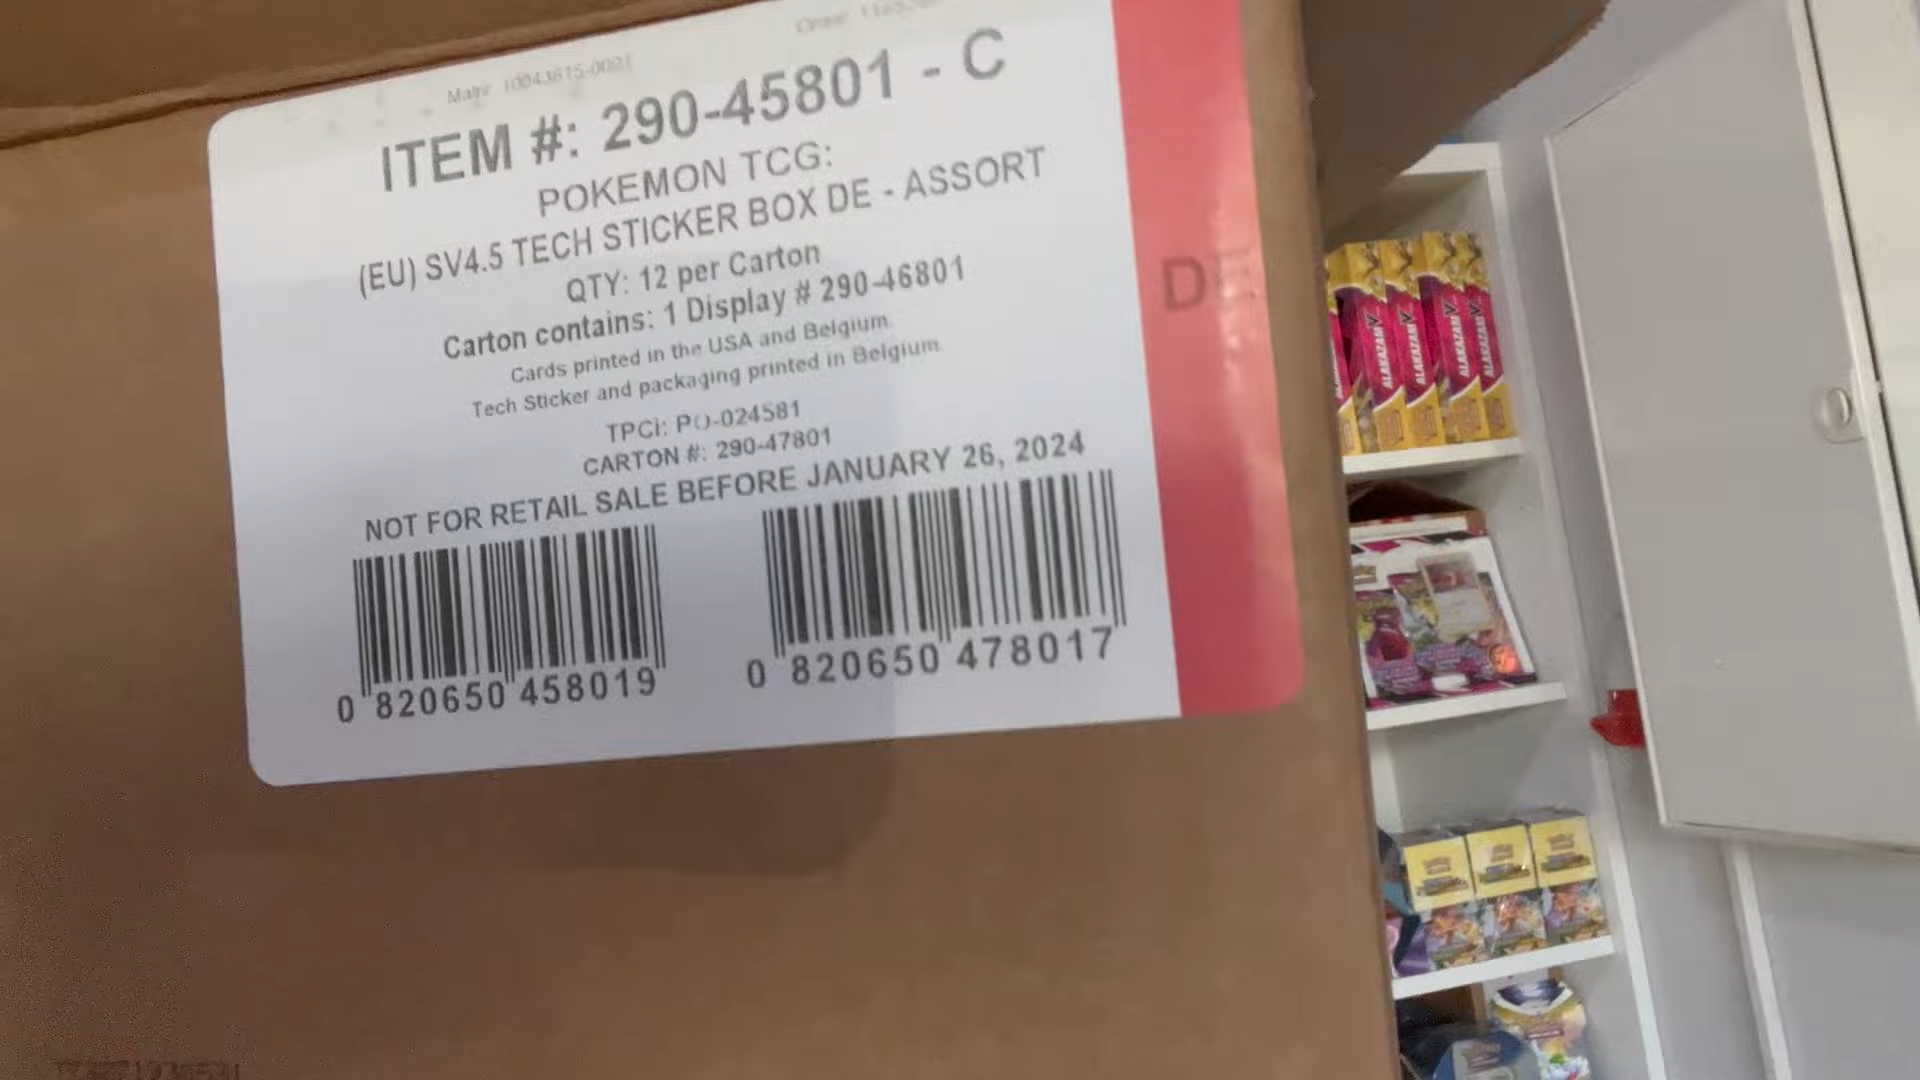 ITEM #: 290-45801 - C
POKEMON TCG:
(EU) SV4.5 TECH STICKER BOX DE - ASSORT
QTY: 12 per Carton
Carton contains: 1 Display # 290-46801
Cards printed in the USA and Belgium.
Tech Sticker and packaging printed in Belgium.
TPCi: PO-024581
CARTON #: 290-47801
NOT FOR RETAIL SALE BEFORE JANUARY 26, 2024
0 820650 458019
0 820650 478017
DE
ALAKAZAM V
ALAKAZAM V
ALAKAZAM V
ALAKAZAM V